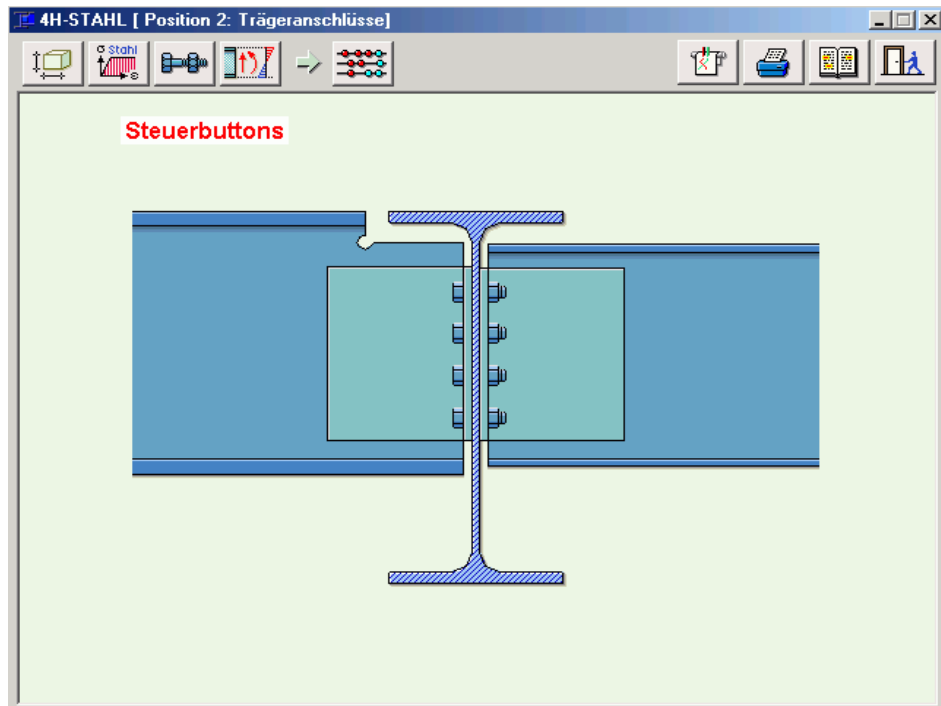 4H-STAHL [ Position 2: Trägeranschlüsse]
σ Stahl
ε
Steuerbuttons